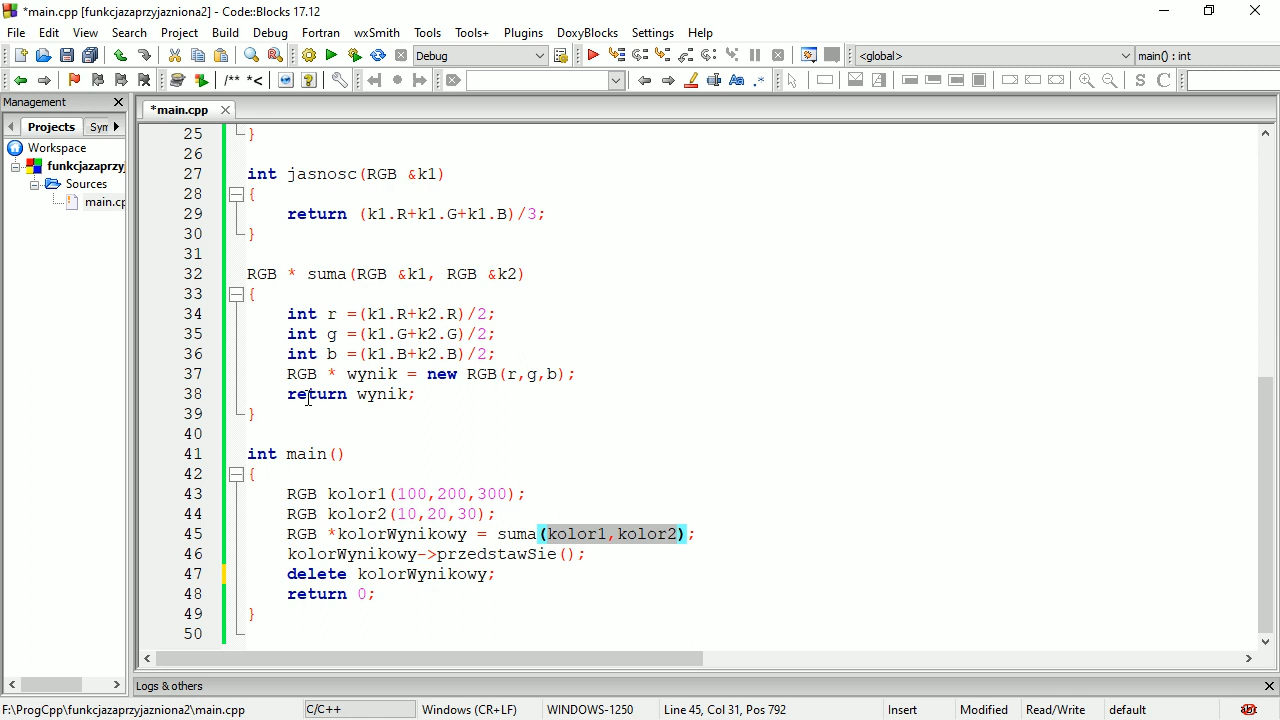 *main.cpp [funkcjazaprzyjazniona2] - Code::Blocks 17.12
File Edit View Search Project Build Debug Fortran wxSmith Tools Tools+ Plugins DoxyBlocks Settings Help
Debug <global> main() : int
/** *< Aa .* S C
Management
*main.cpp
Projects Syn
Workspace
funkcjazaprzyj
Sources
main.cp
25 }
26
27 int jasnosc(RGB &k1)
28 {
29 return (k1.R+k1.G+k1.B)/3;
30 }
31
32 RGB * suma(RGB &k1, RGB &k2)
33 {
34 int r =(k1.R+k2.R)/2;
35 int g =(k1.G+k2.G)/2;
36 int b =(k1.B+k2.B)/2;
37 RGB * wynik = new RGB(r,g,b);
38 return wynik;
39 }
40
41 int main()
42 {
43 RGB kolor1(100,200,300);
44 RGB kolor2(10,20,30);
45 RGB *kolorWynikowy = suma(kolor1,kolor2);
46 kolorWynikowy->przedstawSie();
47 delete kolorWynikowy;
48 return 0;
49 }
50
Logs & others
F:\ProgCpp\funkcjazaprzyjazniona2\main.cpp C/C++ Windows (CR+LF) WINDOWS-1250 Line 45, Col 31, Pos 792 Insert Modified Read/Write default